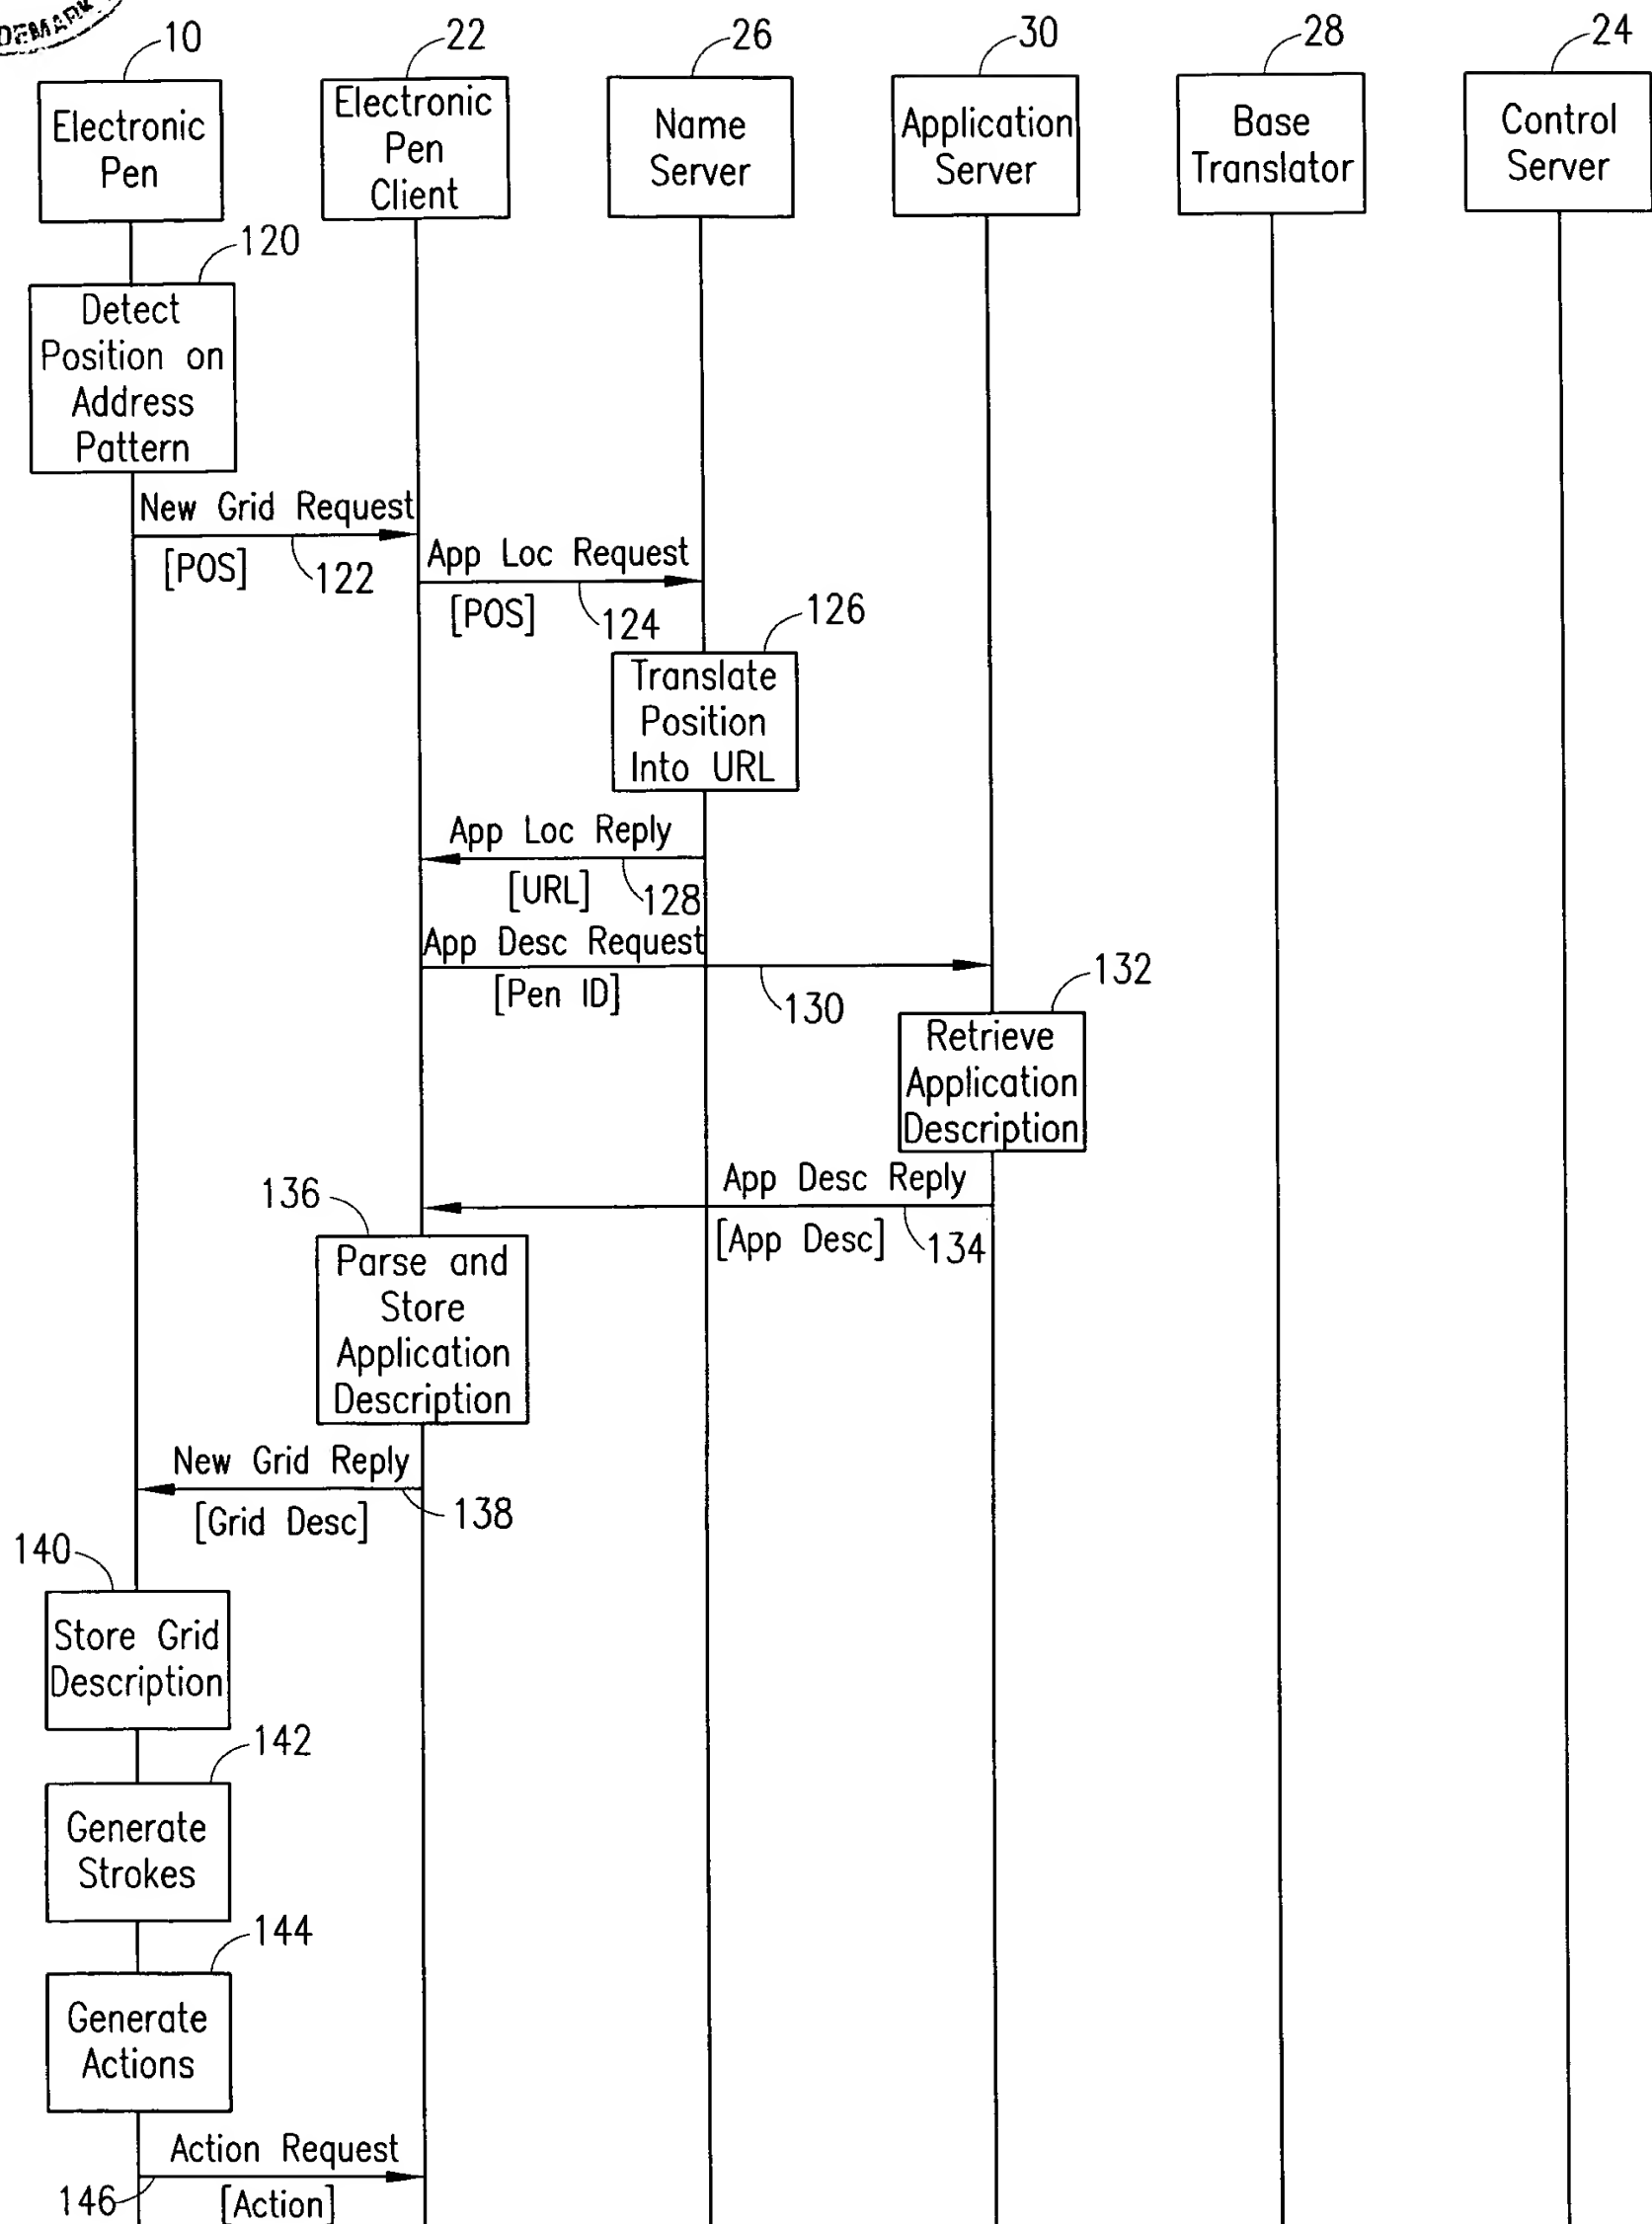 DEMARK
10
22
26
30
28
24
Electronic
Pen
Electronic
Pen
Client
Name
Server
Application
Server
Base
Translator
Control
Server
120
Detect
Position on
Address
Pattern
New Grid Request
[POS]
122
App Loc Request
[POS]
124
126
Translate
Position
Into URL
App Loc Reply
[URL]
128
App Desc Request
[Pen ID]
130
132
Retrieve
Application
Description
App Desc Reply
[App Desc]
134
136
Parse and
Store
Application
Description
New Grid Reply
[Grid Desc]
138
140
Store Grid
Description
142
Generate
Strokes
144
Generate
Actions
Action Request
146
[Action]